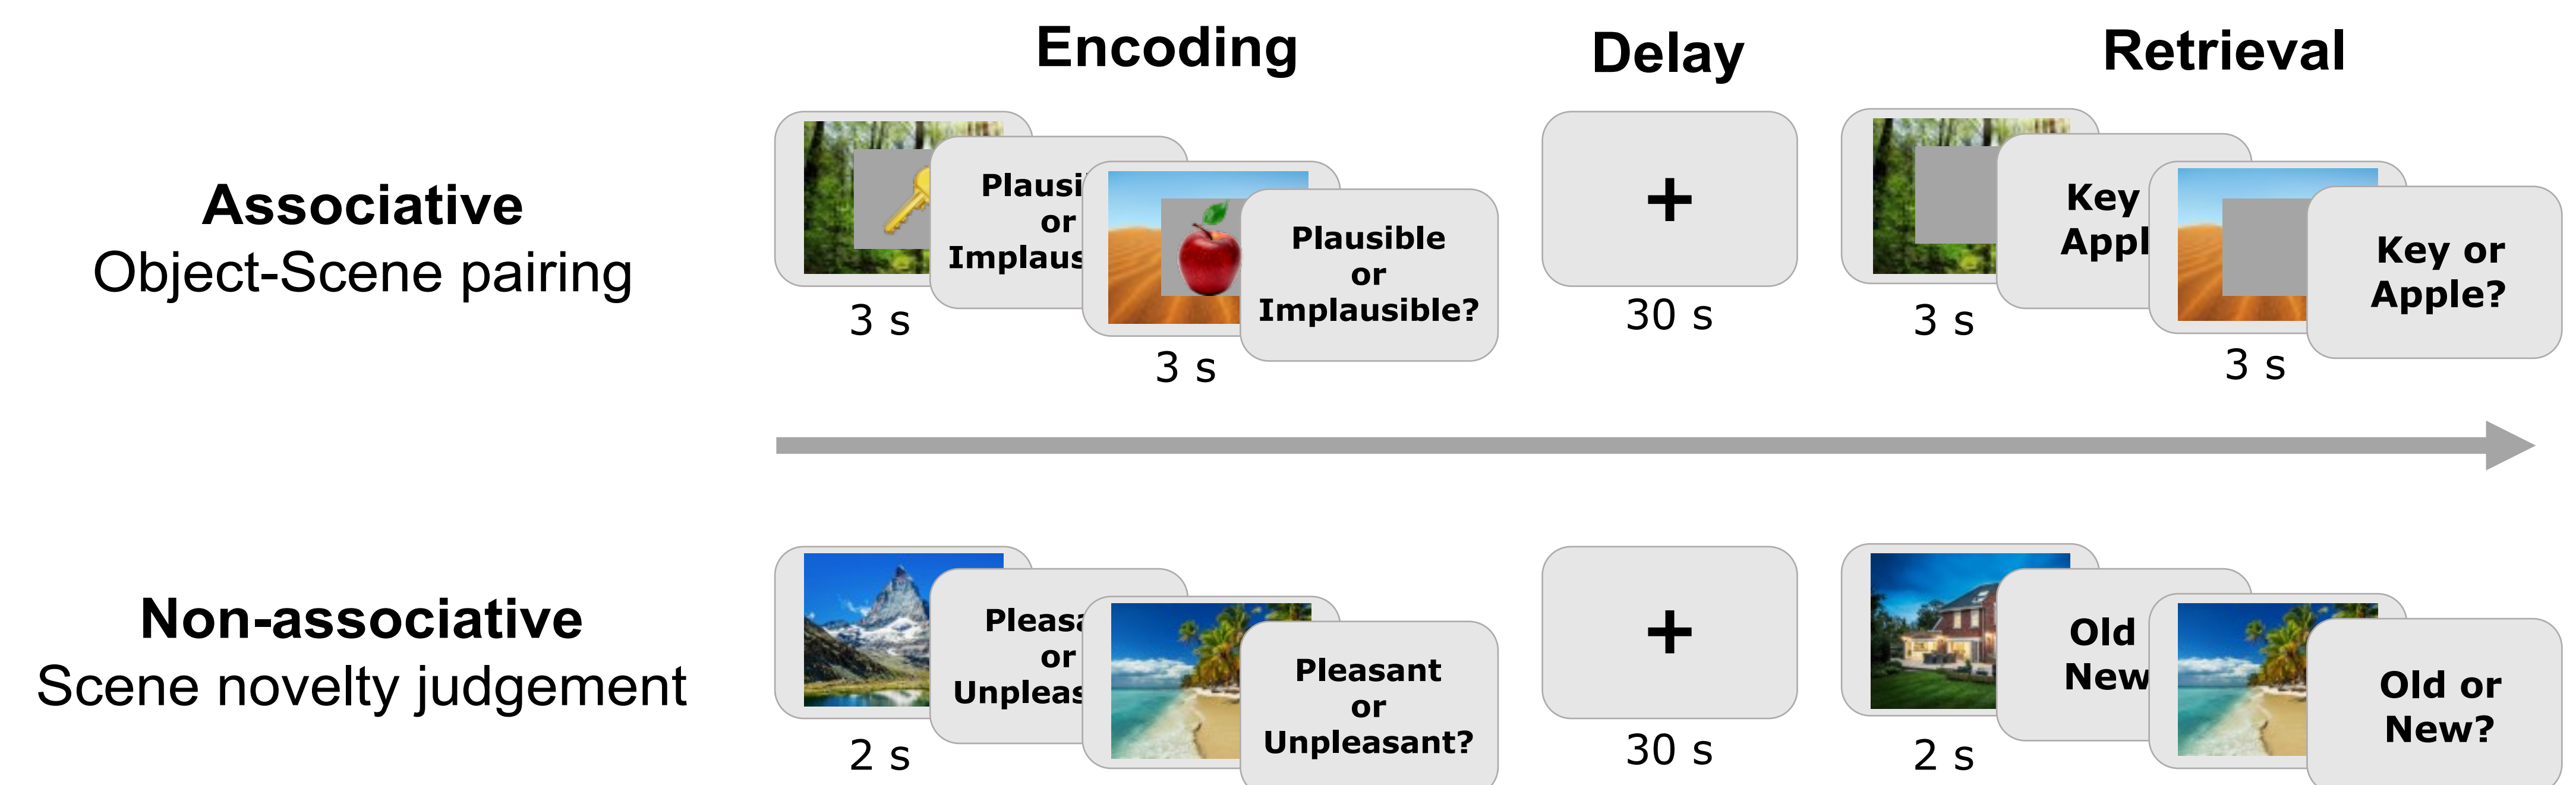 Encoding
Delay
Retrieval
Associative
Object-Scene pairing
Plausi
or
Implaus
Plausible
or
Implausible?
3 s
3 s
+
30 s
Key
Appl
Key or
Apple?
3 s
3 s
Non-associative
Scene novelty judgement
Pleasa
or
Unpleas
Pleasant
or
Unpleasant?
2 s
+
30 s
Old
New
Old or
New?
2 s